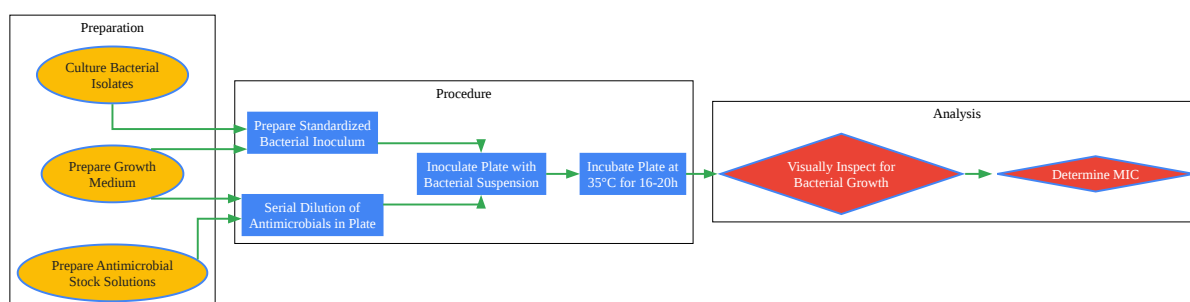 Preparation
Culture Bacterial
Isolates
Prepare Growth
Medium
Prepare Antimicrobial
Stock Solutions
Procedure
Prepare Standardized
Bacterial Inoculum
Serial Dilution of
Antimicrobials in Plate
Inoculate Plate with
Bacterial Suspension
Incubate Plate at
35°C for 16-20h
Analysis
Visually Inspect for
Bacterial Growth
Determine MIC